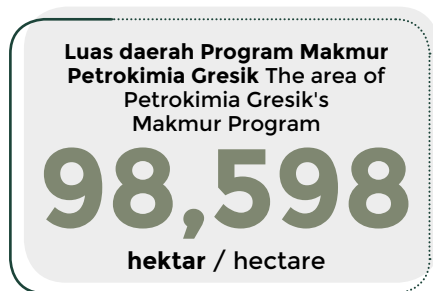 Luas daerah Program Makmur
Petrokimia Gresik The area of
Petrokimia Gresik's
Makmur Program
98,598
hektar / hectare